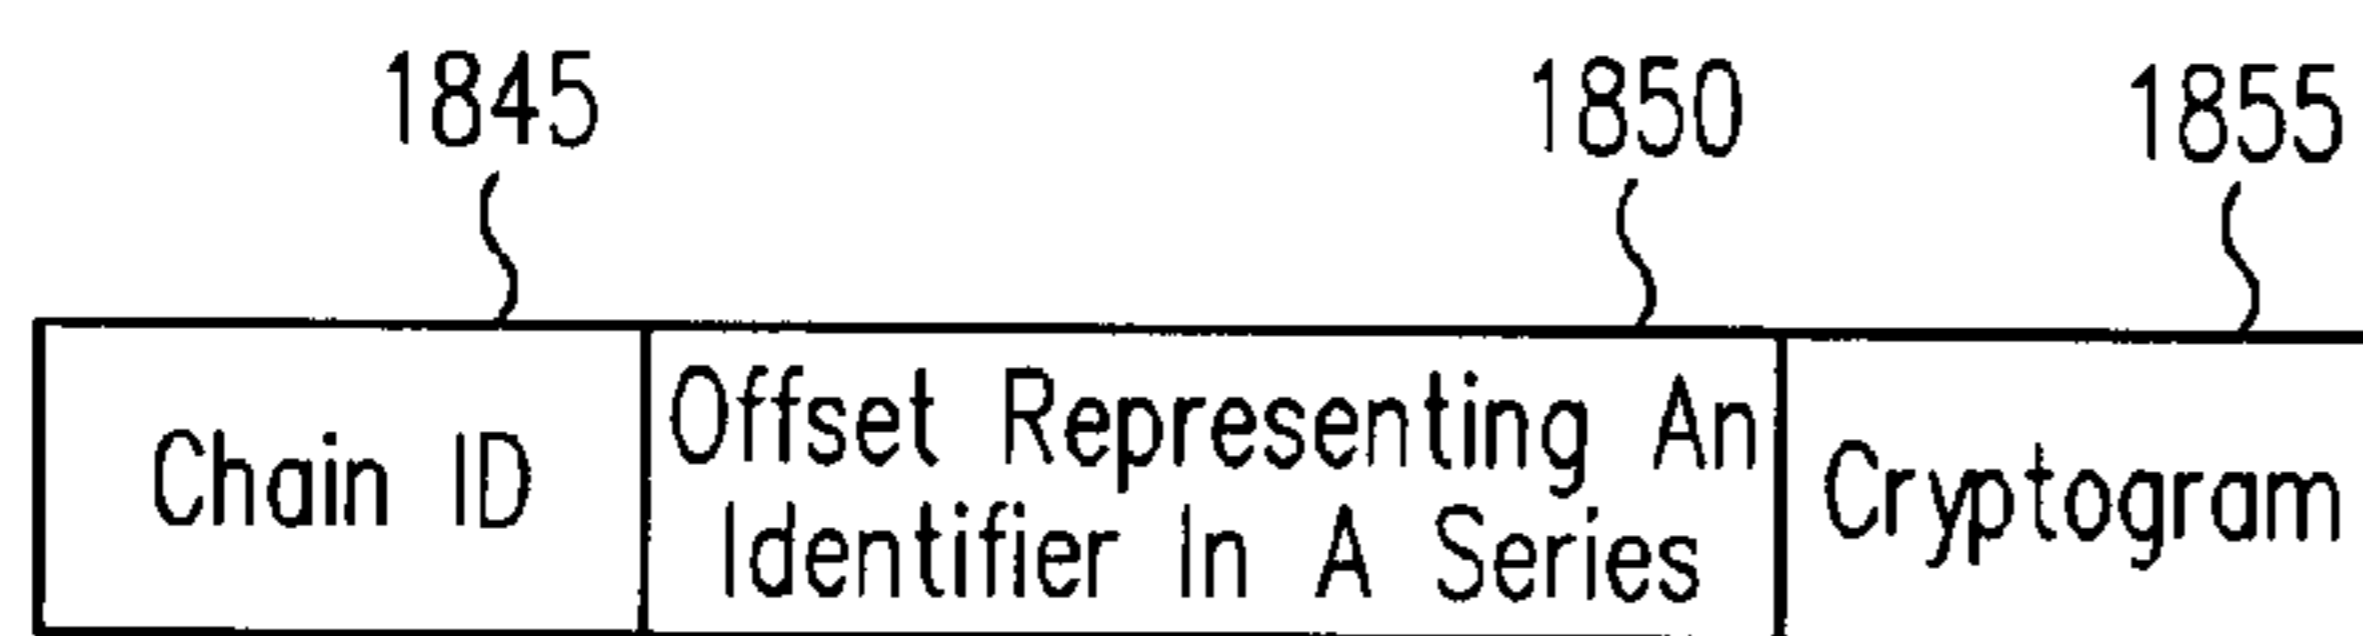 1845 1850 1855
Chain ID
Offset Representing An
Identifier In A Series
Cryptogram